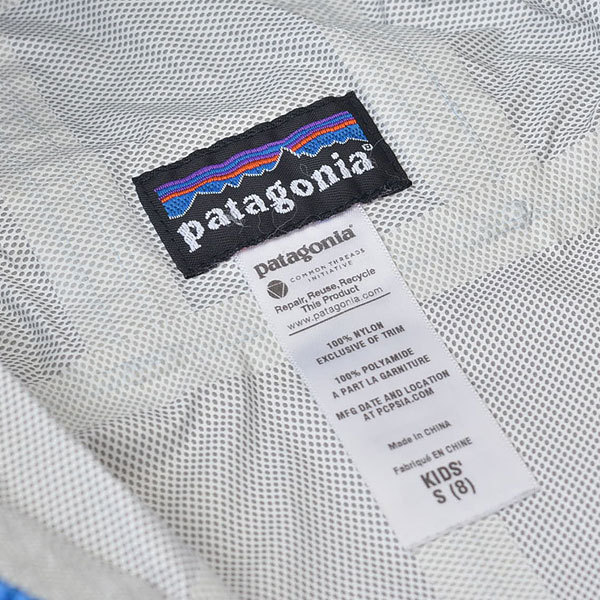 patagonia®
patagonia®
COMMON THREADS
INITIATIVE
Repair, Reuse, Recycle
This Product
www.patagonia.com
100% NYLON
EXCLUSIVE OF TRIM
100% POLYAMIDE
A PART LA GARNITURE
MFG DATE AND LOCATION
AT PCPSIA.COM
Made in CHINA
Fabriqué EN CHINE
KIDS'
S (8)